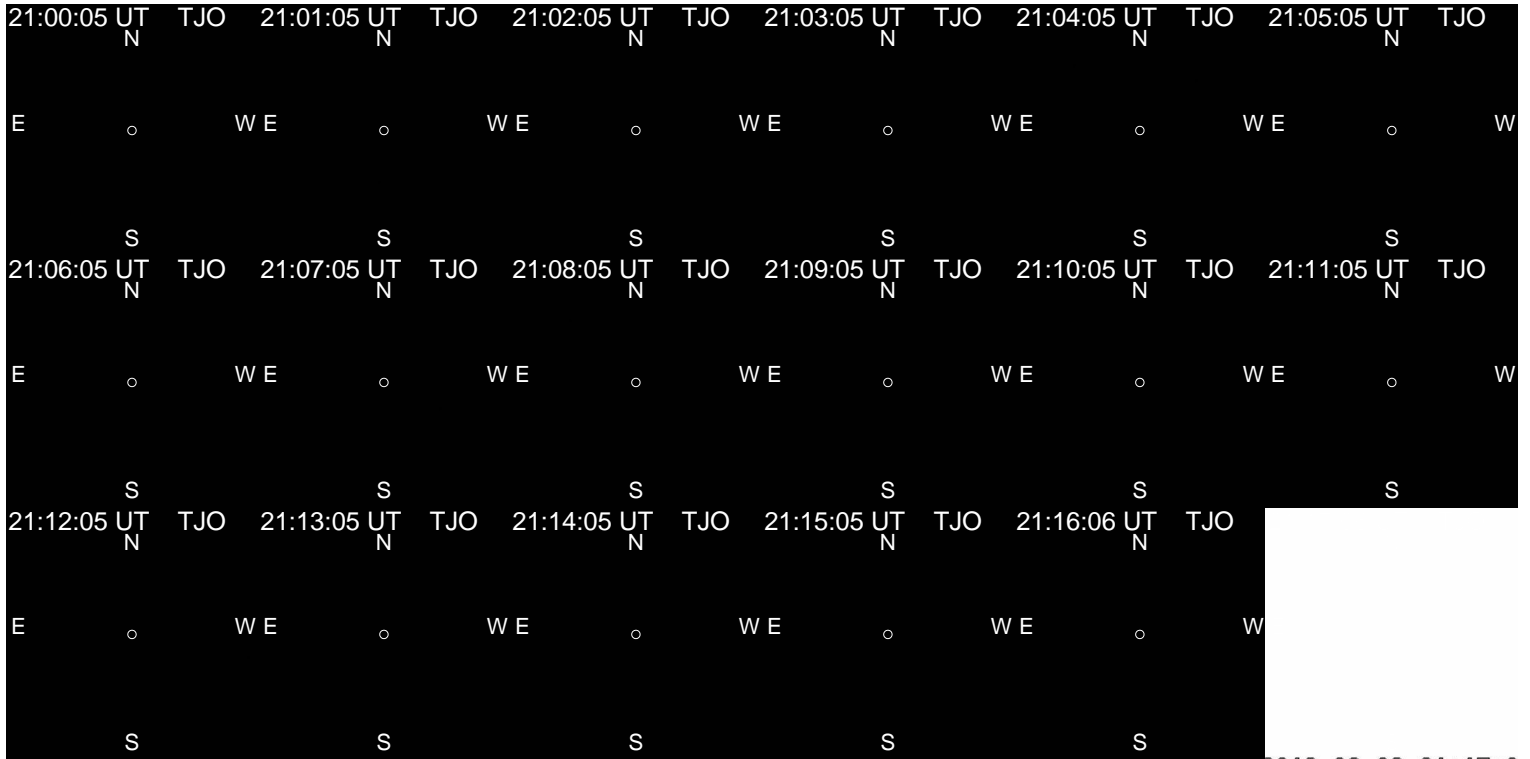 21:00:05 UT TJO 21:01:05 UT TJO 21:02:05 UT TJO 21:03:05 UT TJO 21:04:05 UT TJO 21:05:05 UT TJO
N N N N N N
E W E W E W E W E W E W
S S S S S S
21:06:05 UT TJO 21:07:05 UT TJO 21:08:05 UT TJO 21:09:05 UT TJO 21:10:05 UT TJO 21:11:05 UT TJO
N N N N N N
E W E W E W E W E W E W
S S S S S S
21:12:05 UT TJO 21:13:05 UT TJO 21:14:05 UT TJO 21:15:05 UT TJO 21:16:06 UT TJO
N N N N N
E W E W E W E W E W
S S S S S